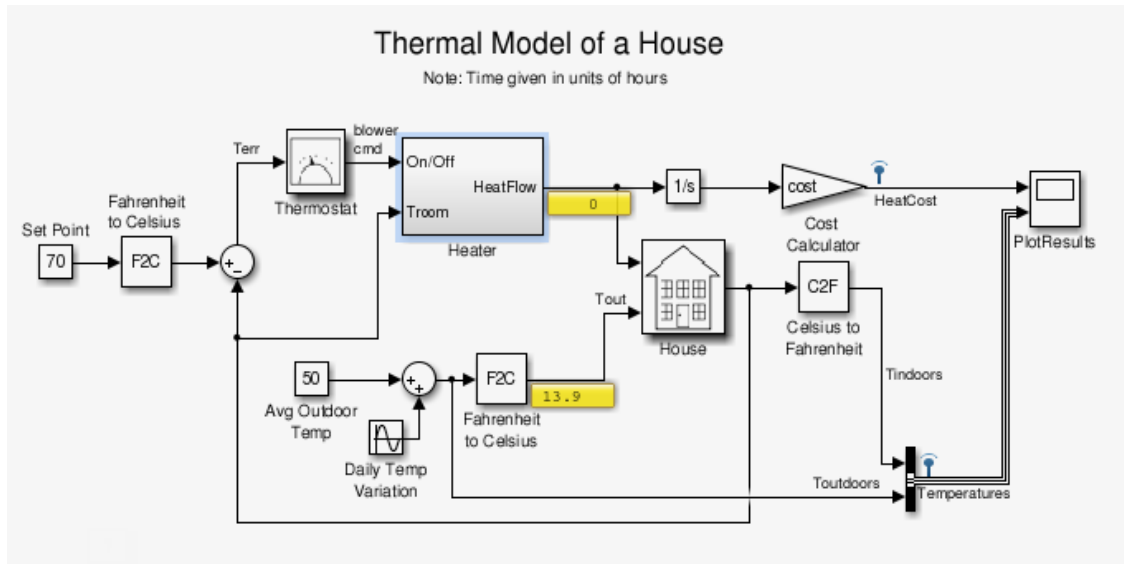 Thermal Model of a House
Note: Time given in units of hours
blower
cmd
Terr
On/Off
HeatFlow
Troom
Thermostat
Heater
0
1/s
cost
HeatCost
Cost
Calculator
PlotResults
Fahrenheit
to Celsius
Set Point
70
F2C
+
-
Tout
House
C2F
Celsius to
Fahrenheit
50
Avg Outdoor
Temp
+
+
F2C
13.9
Fahrenheit
to Celsius
Daily Temp
Variation
Tindoors
Toutdoors
Temperatures